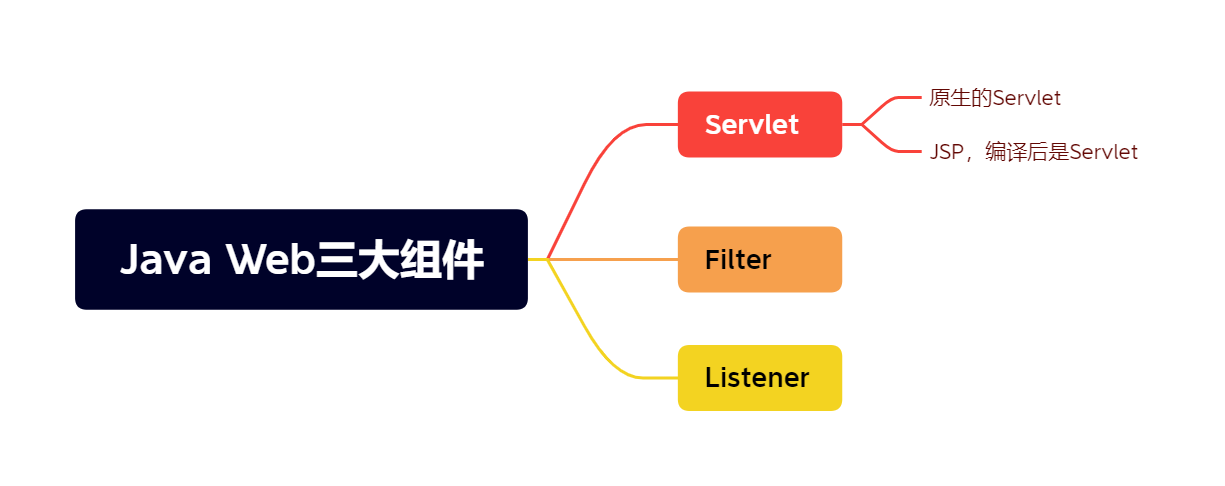 Java Web三大组件
Servlet
原生的Servlet
JSP，编译后是Servlet
Filter
Listener